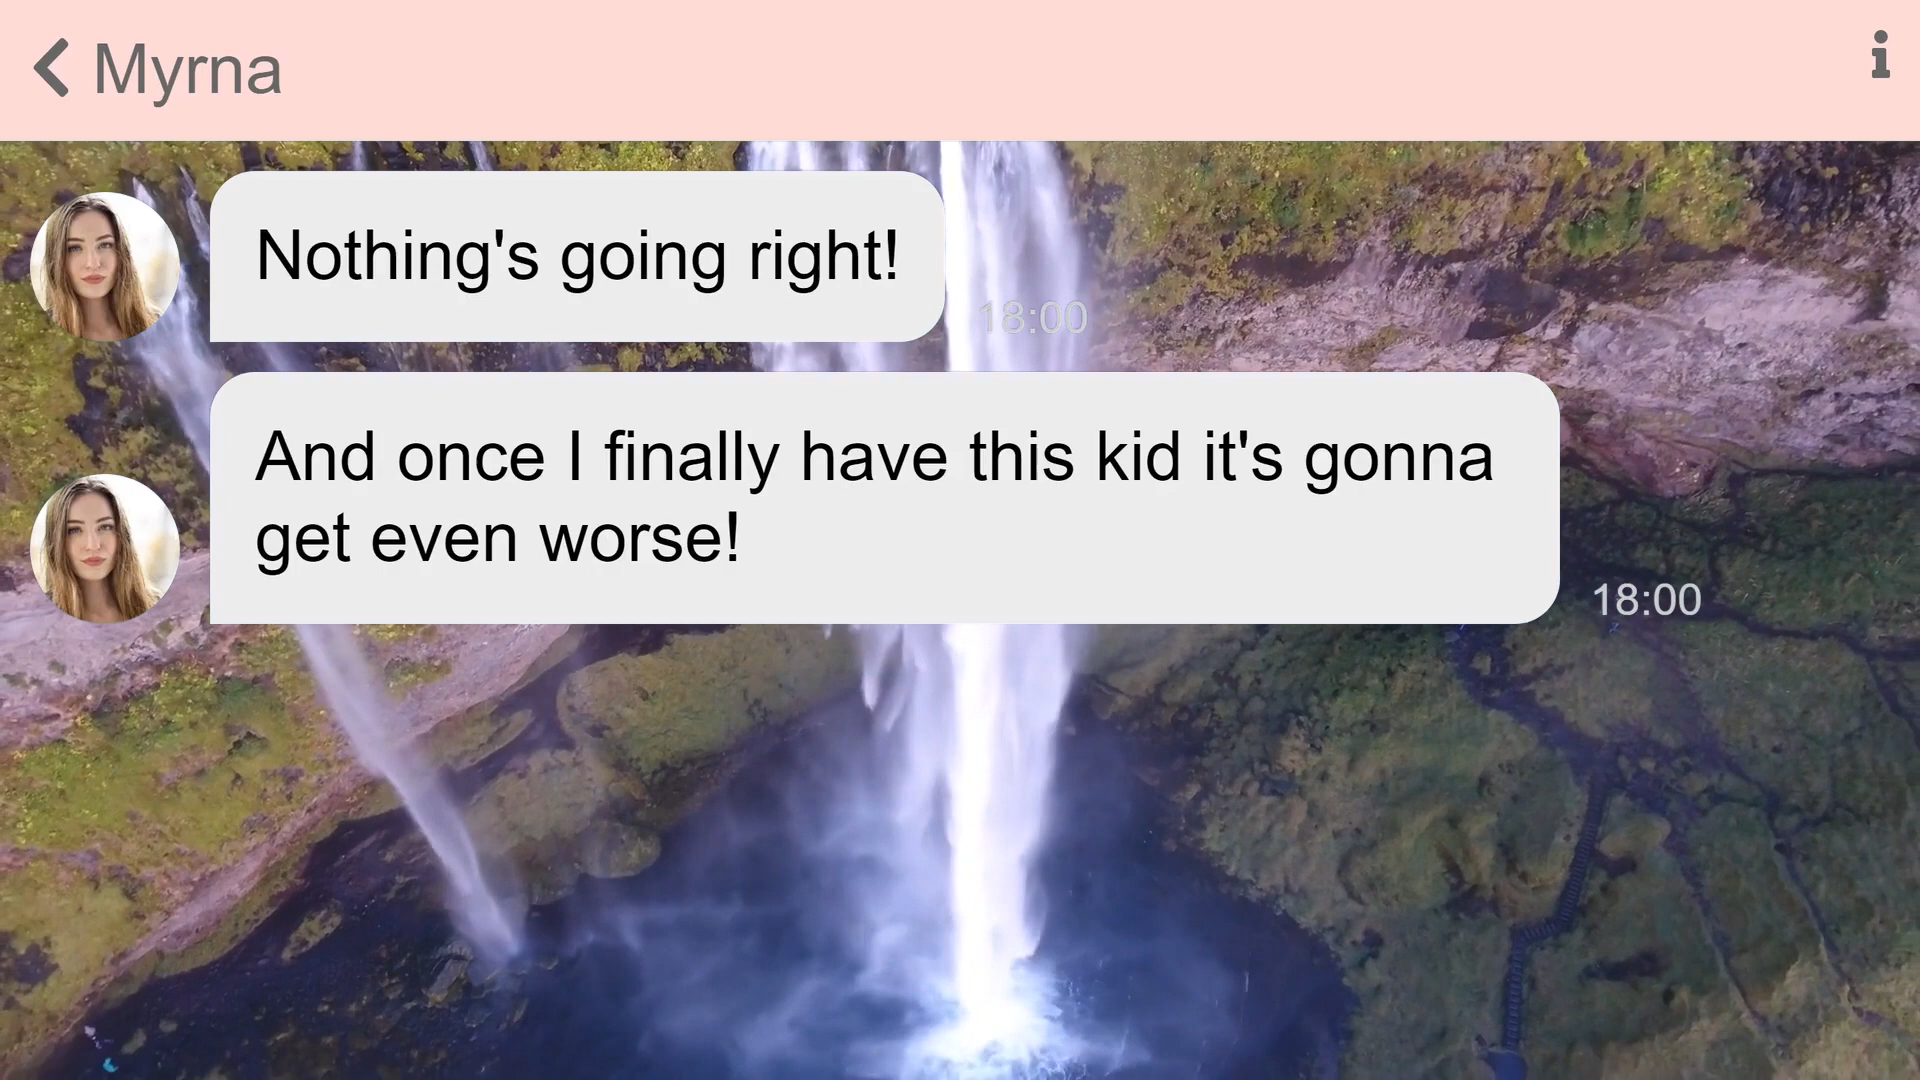 Myrna
Nothing's going right!
18:00
And once I finally have this kid it's gonna
get even worse!
18:00